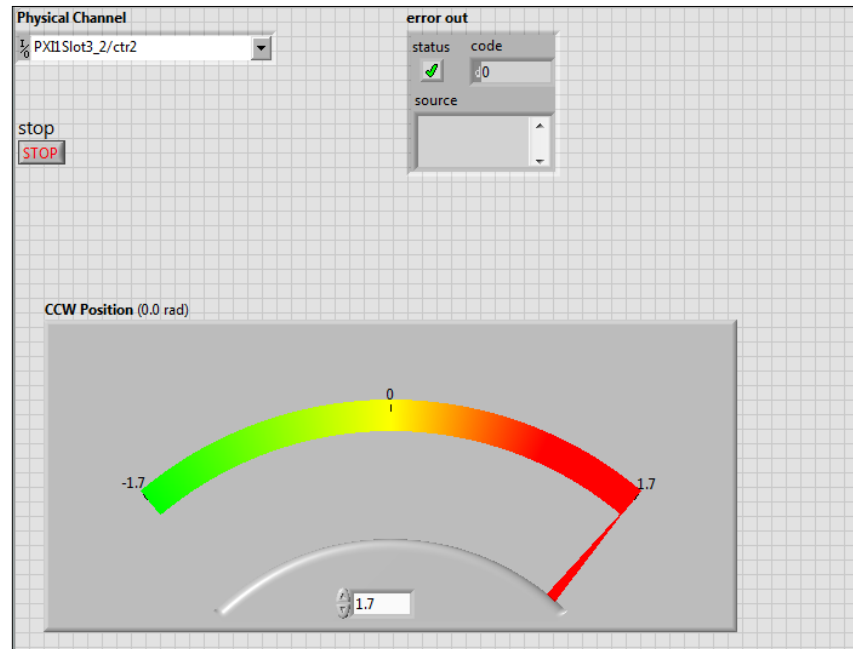 Physical Channel
I/O PXI1Slot3_2/ctr2
stop
STOP
error out
status code
d 0
source
CCW Position (0.0 rad)
0
-1.7 1.7
1.7